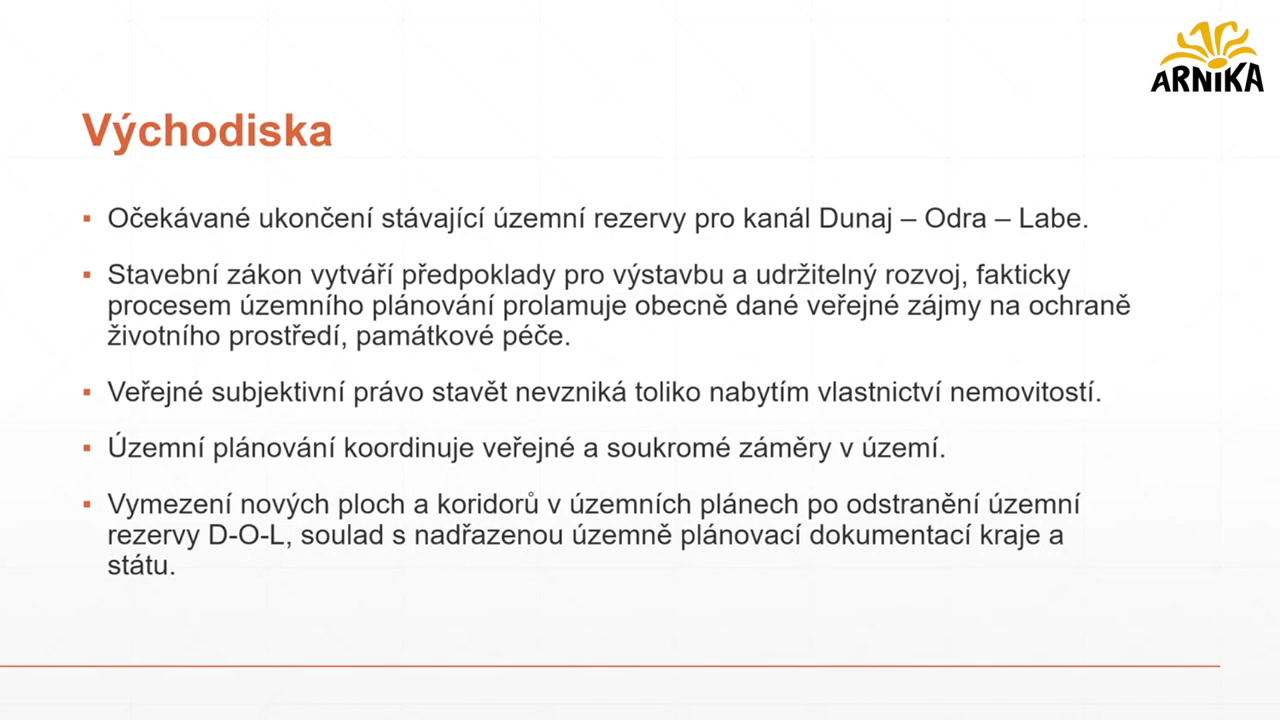 ARNIKA
Východiska
▪ Očekávané ukončení stávající územní rezervy pro kanál Dunaj – Odra – Labe.
▪ Stavební zákon vytváří předpoklady pro výstavbu a udržitelný rozvoj, fakticky
procesem územního plánování prolamuje obecně dané veřejné zájmy na ochraně
životního prostředí, památkové péče.
▪ Veřejné subjektivní právo stavět nevzniká toliko nabytím vlastnictví nemovitostí.
▪ Územní plánování koordinuje veřejné a soukromé záměry v území.
▪ Vymezení nových ploch a koridorů v územních plánech po odstranění územní
rezervy D-O-L, soulad s nadřazenou územně plánovací dokumentací kraje a
státu.